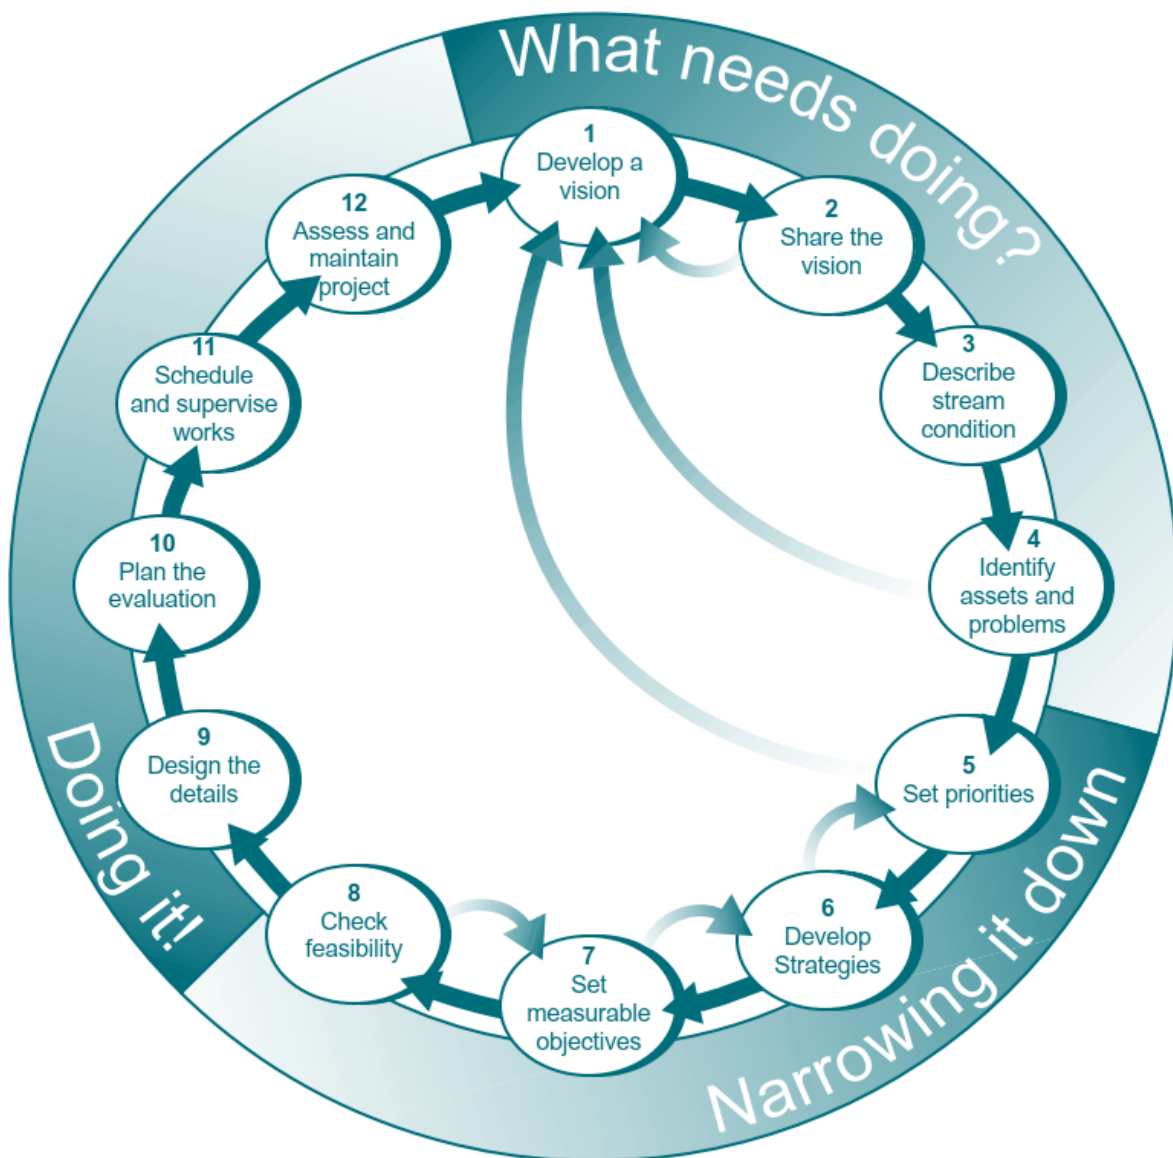 What needs doing?
1
Develop a
vision
2
Share the
vision
3
Describe
stream
condition
4
Identify
assets and
problems
5
Set priorities
6
Develop
Strategies
7
Set
measurable
objectives
8
Check
feasibility
9
Design the
details
10
Plan the
evaluation
11
Schedule
and supervise
works
12
Assess and
maintain
project
Narrowing it down
Doing it!